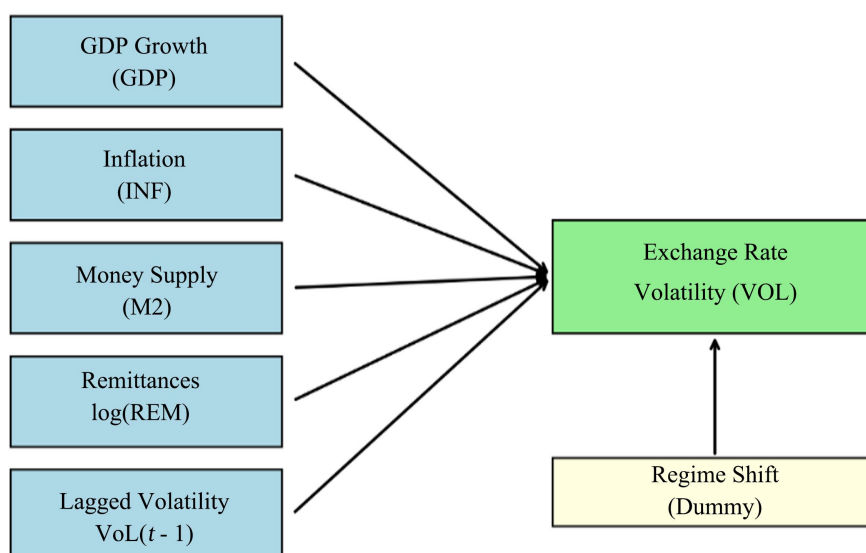 GDP Growth
(GDP)
Inflation
(INF)
Money Supply
(M2)
Remittances
log(REM)
Lagged Volatility
VoL(t - 1)
Exchange Rate
Volatility (VOL)
Regime Shift
(Dummy)